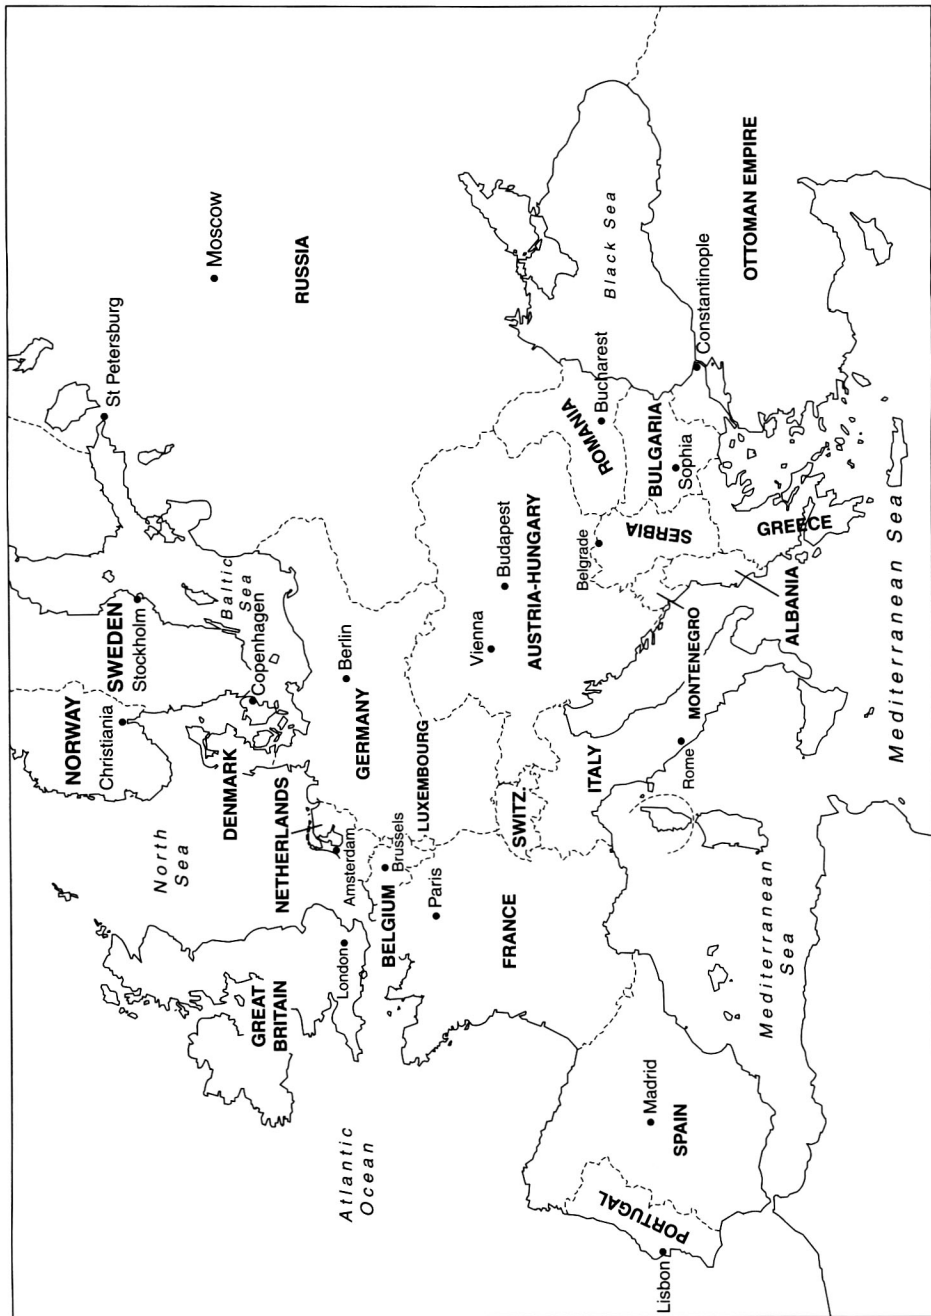 NORWAY
Christiania
SWEDEN
Stockholm
St Petersburg
Moscow
RUSSIA
North
Sea
DENMARK
Baltic
Sea
Copenhagen
GREAT
BRITAIN
London
NETHERLANDS
Amsterdam
Berlin
GERMANY
BELGIUM
Brussels
LUXEMBOURG
Atlantic
Ocean
Paris
FRANCE
SWITZ.
Vienna
Budapest
AUSTRIA-HUNGARY
ROMANIA
Bucharest
Black Sea
Belgrade
SERBIA
BULGARIA
Sophia
ITALY
Rome
MONTENEGRO
ALBANIA
GREECE
Constantinople
OTTOMAN EMPIRE
PORTUGAL
Lisbon
Madrid
SPAIN
Mediterranean
Sea
Mediterranean Sea